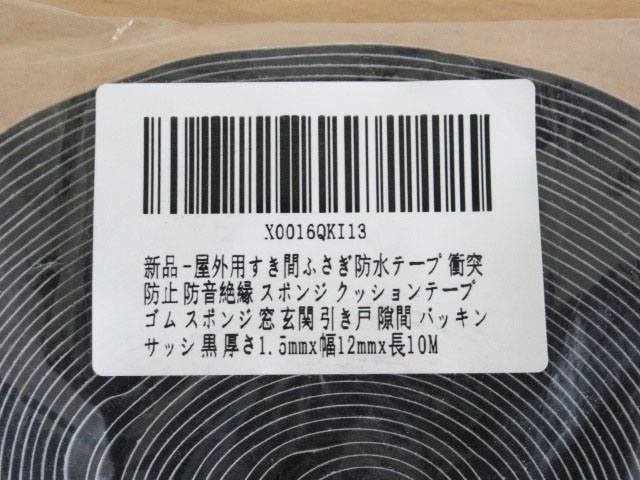 X0016QKI13
新品-屋外用すき間ふさぎ防水テープ 衝突
防止 防音絶縁 スポンジ クッションテープ
ゴム スポンジ 窓 玄関 引き戸 隙間 パッキン
サッシ 黒 厚さ1.5mmx幅12mmx長10M